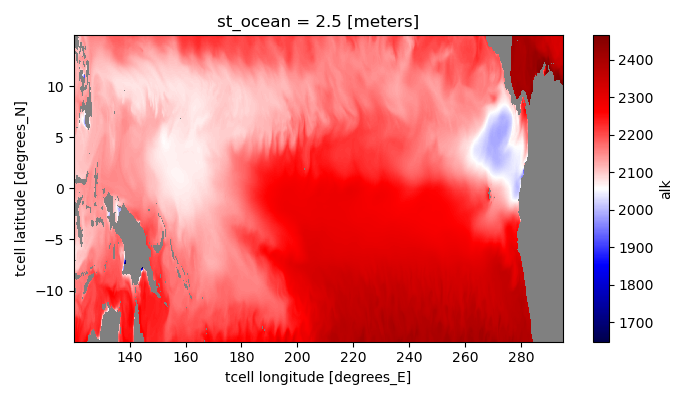 st_ocean = 2.5 [meters]
10
5
0
−5
−10
tcell latitude [degrees_N]
140 160 180 200 220 240 260 280
tcell longitude [degrees_E]
2400
2300
2200
2100
2000
1900
1800
1700
alk